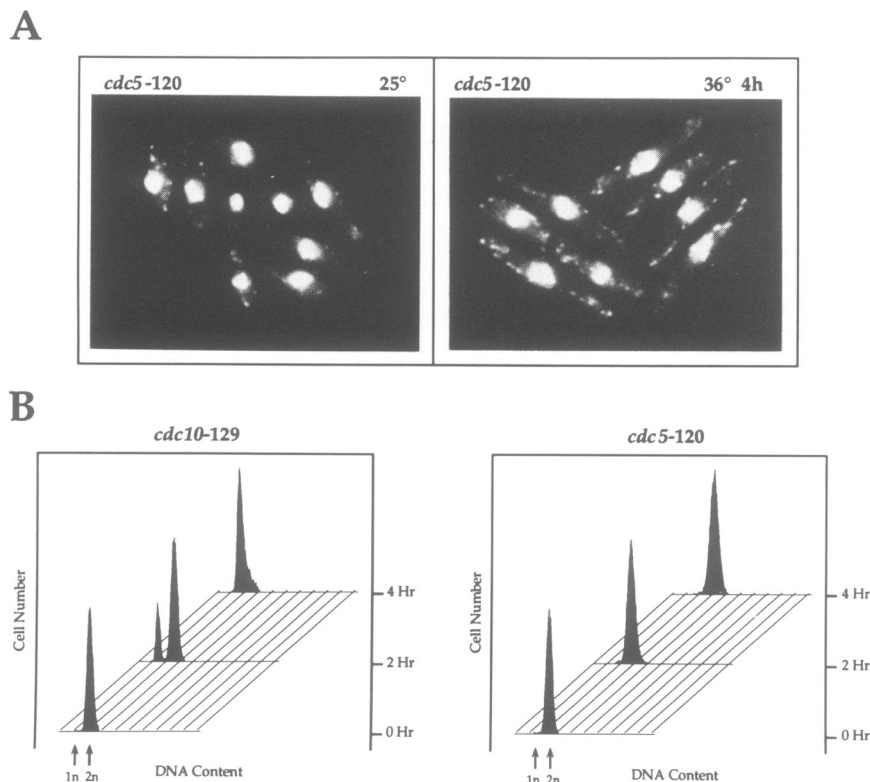 A
cdc5-120 25°
cdc5-120 36° 4h
B
cdc10-129
cdc5-120
Cell Number
4 Hr
2 Hr
0 Hr
1n 2n
DNA Content
Cell Number
4 Hr
2 Hr
0 Hr
1n 2n
DNA Content